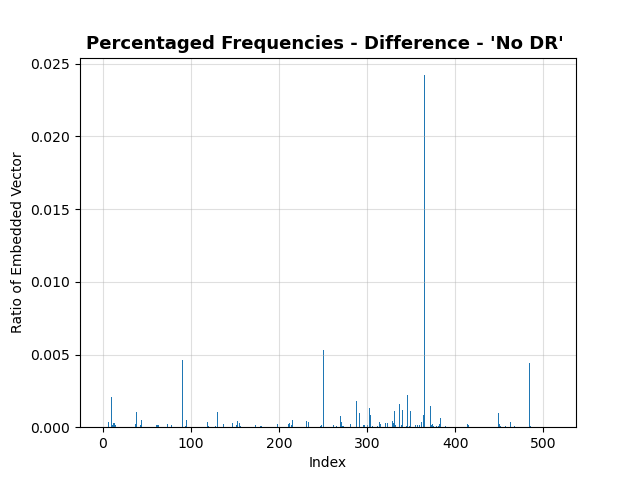 Percentaged Frequencies - Difference - 'No DR'
0.025
0.020
0.015
0.010
0.005
0.000
Ratio of Embedded Vector
0 100 200 300 400 500
Index